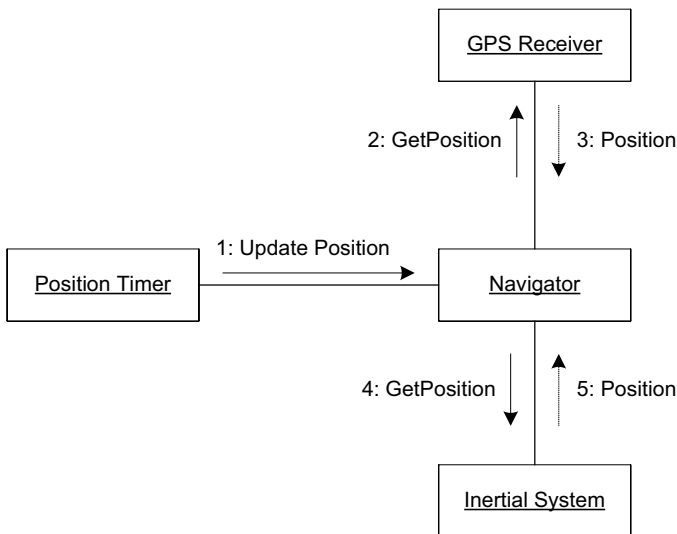 GPS Receiver
2: GetPosition
3: Position
1: Update Position
Position Timer
Navigator
4: GetPosition
5: Position
Inertial System